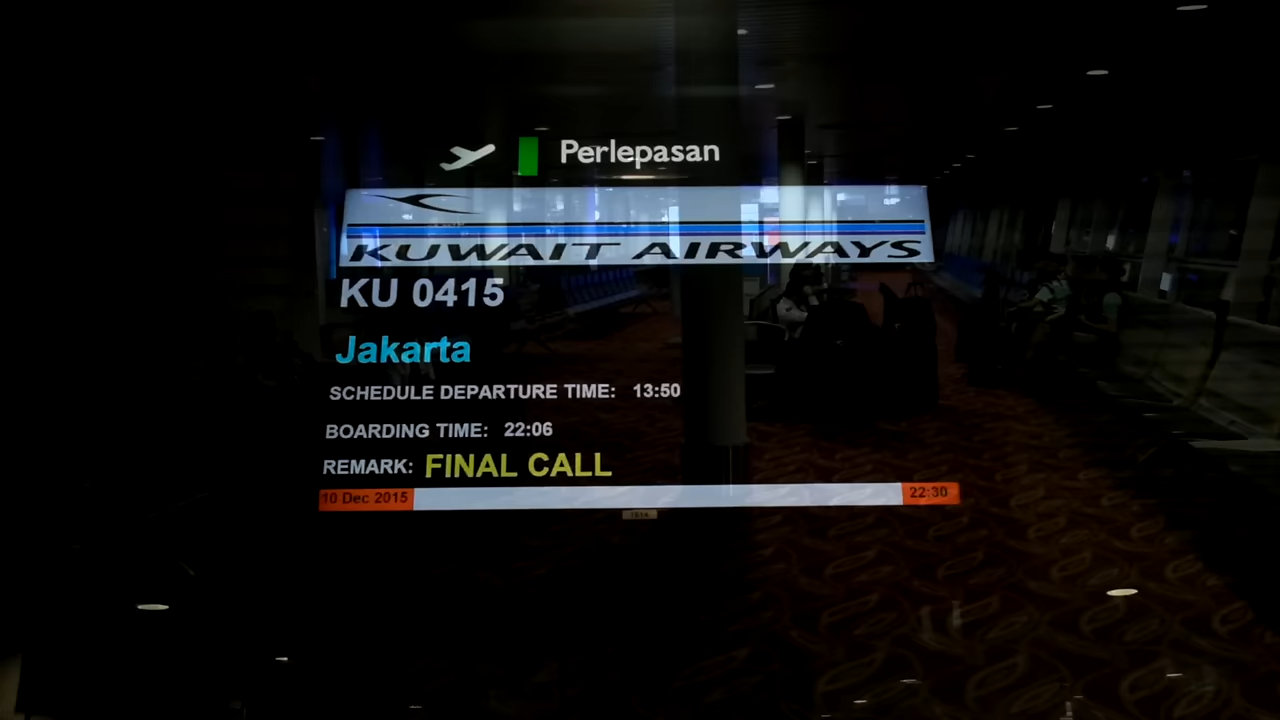 Perlepasan
KUWAIT AIRWAYS
KU 0415
Jakarta
SCHEDULE DEPARTURE TIME: 13:50
BOARDING TIME: 22:06
REMARK: FINAL CALL
10 Dec 2015 22:30